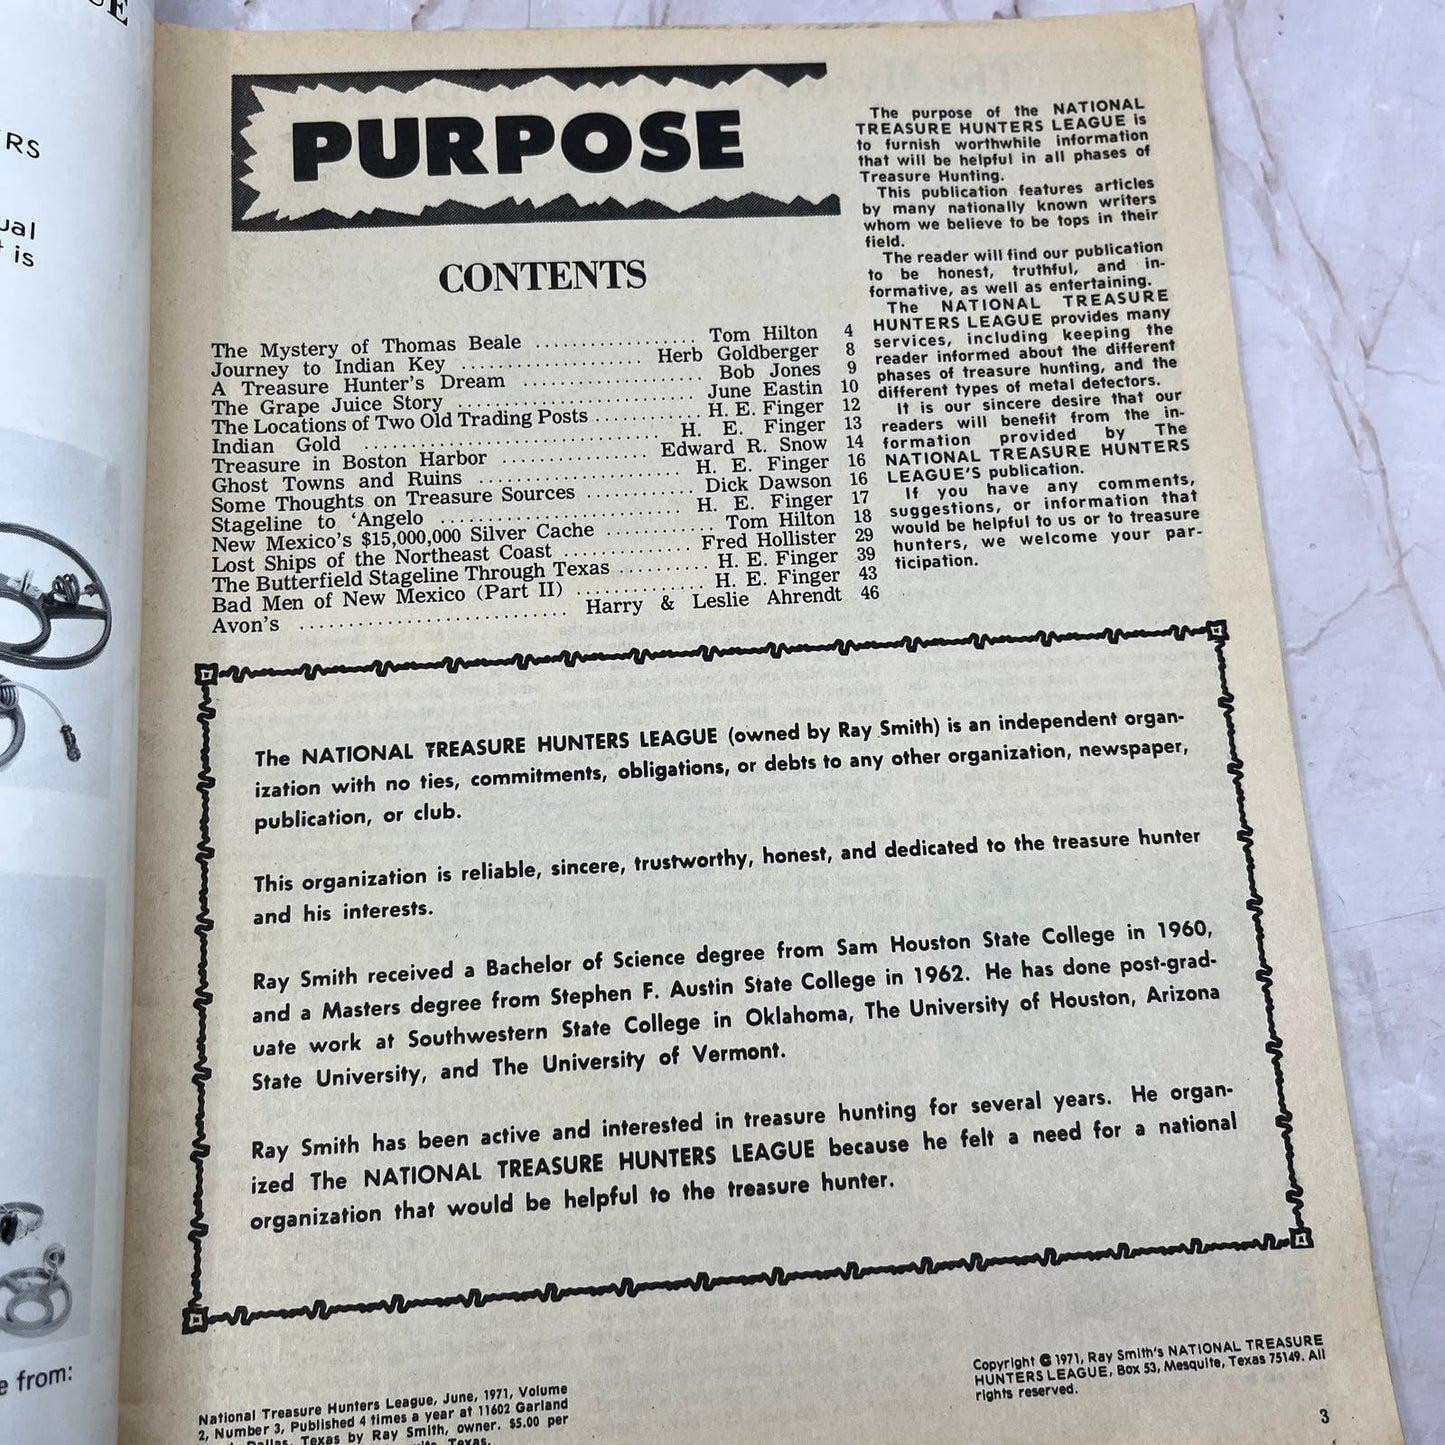 RS
is
e from:
PURPOSE
CONTENTS
The Mystery of Thomas Beale .................. Tom Hilton 4
Journey to Indian Key .................... Herb Goldberger 8
A Treasure Hunter's Dream .................... Bob Jones 9
The Grape Juice Story .......................... June Eastin 10
The Locations of Two Old Trading Posts ............ H. E. Finger 12
Indian Gold ................................ H. E. Finger 13
Treasure in Boston Harbor ................ Edward R. Snow 14
Ghost Towns and Ruins ...................... H. E. Finger 16
Some Thoughts on Treasure Sources ............ Dick Dawson 16
Stageline to 'Angelo .......................... H. E. Finger 17
New Mexico's $15,000,000 Silver Cache ............ Tom Hilton 18
Lost Ships of the Northeast Coast .............. Fred Hollister 29
The Butterfield Stageline Through Texas .......... H. E. Finger 39
Bad Men of New Mexico (Part II) .............. H. E. Finger 43
Avon's ............................ Harry & Leslie Ahrendt 46
The purpose of the NATIONAL
TREASURE HUNTERS LEAGUE is
to furnish worthwhile information
that will be helpful in all phases of
Treasure Hunting.
This publication features articles
by many nationally known writers
whom we believe to be tops in their
field.
The reader will find our publication
to be honest, truthful, and in-
formative, as well as entertaining.
The NATIONAL TREASURE
HUNTERS LEAGUE provides many
services, including keeping the
reader informed about the different
phases of treasure hunting, and the
different types of metal detectors.
It is our sincere desire that our
readers will benefit from the in-
formation provided by The
NATIONAL TREASURE HUNTERS
LEAGUE'S publication.
If you have any comments,
suggestions, or information that
would be helpful to us or to treasure
hunters, we welcome your par-
ticipation.
The NATIONAL TREASURE HUNTERS LEAGUE (owned by Ray Smith) is an independent organ-
ization with no ties, commitments, obligations, or debts to any other organization, newspaper,
publication, or club.
This organization is reliable, sincere, trustworthy, honest, and dedicated to the treasure hunter
and his interests.
Ray Smith received a Bachelor of Science degree from Sam Houston State College in 1960,
and a Masters degree from Stephen F. Austin State College in 1962. He has done post-grad-
uate work at Southwestern State College in Oklahoma, The University of Houston, Arizona
State University, and The University of Vermont.
Ray Smith has been active and interested in treasure hunting for several years. He organ-
ized The NATIONAL TREASURE HUNTERS LEAGUE because he felt a need for a national
organization that would be helpful to the treasure hunter.
National Treasure Hunters League, June, 1971, Volume
2, Number 3, Published 4 times a year at 11602 Garland
Dallas, Texas by Ray Smith, owner. $5.00 per
Texas.
Copyright © 1971, Ray Smith's NATIONAL TREASURE
HUNTERS LEAGUE, Box 53, Mesquite, Texas 75149. All
rights reserved.
3